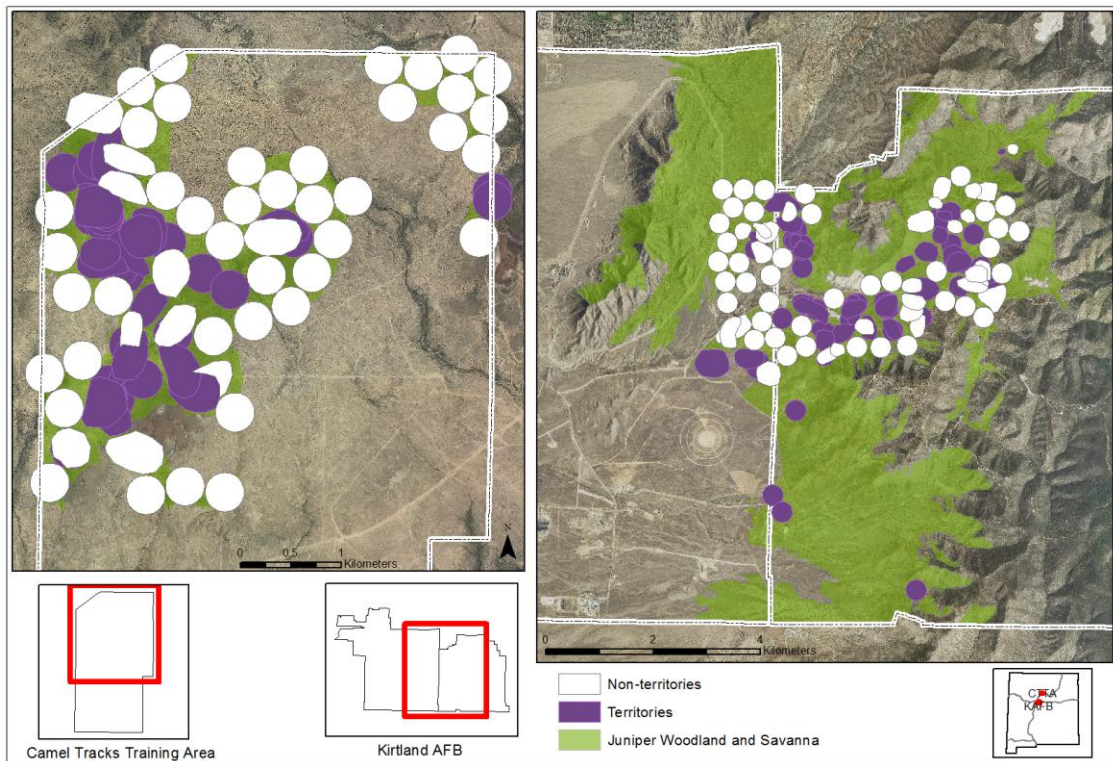 N
0 0.5 1
Kilometers
0 2 4
Kilometers
Camel Tracks Training Area
Kirtland AFB
Non-territories
Territories
Juniper Woodland and Savanna
CTTA
KAFB